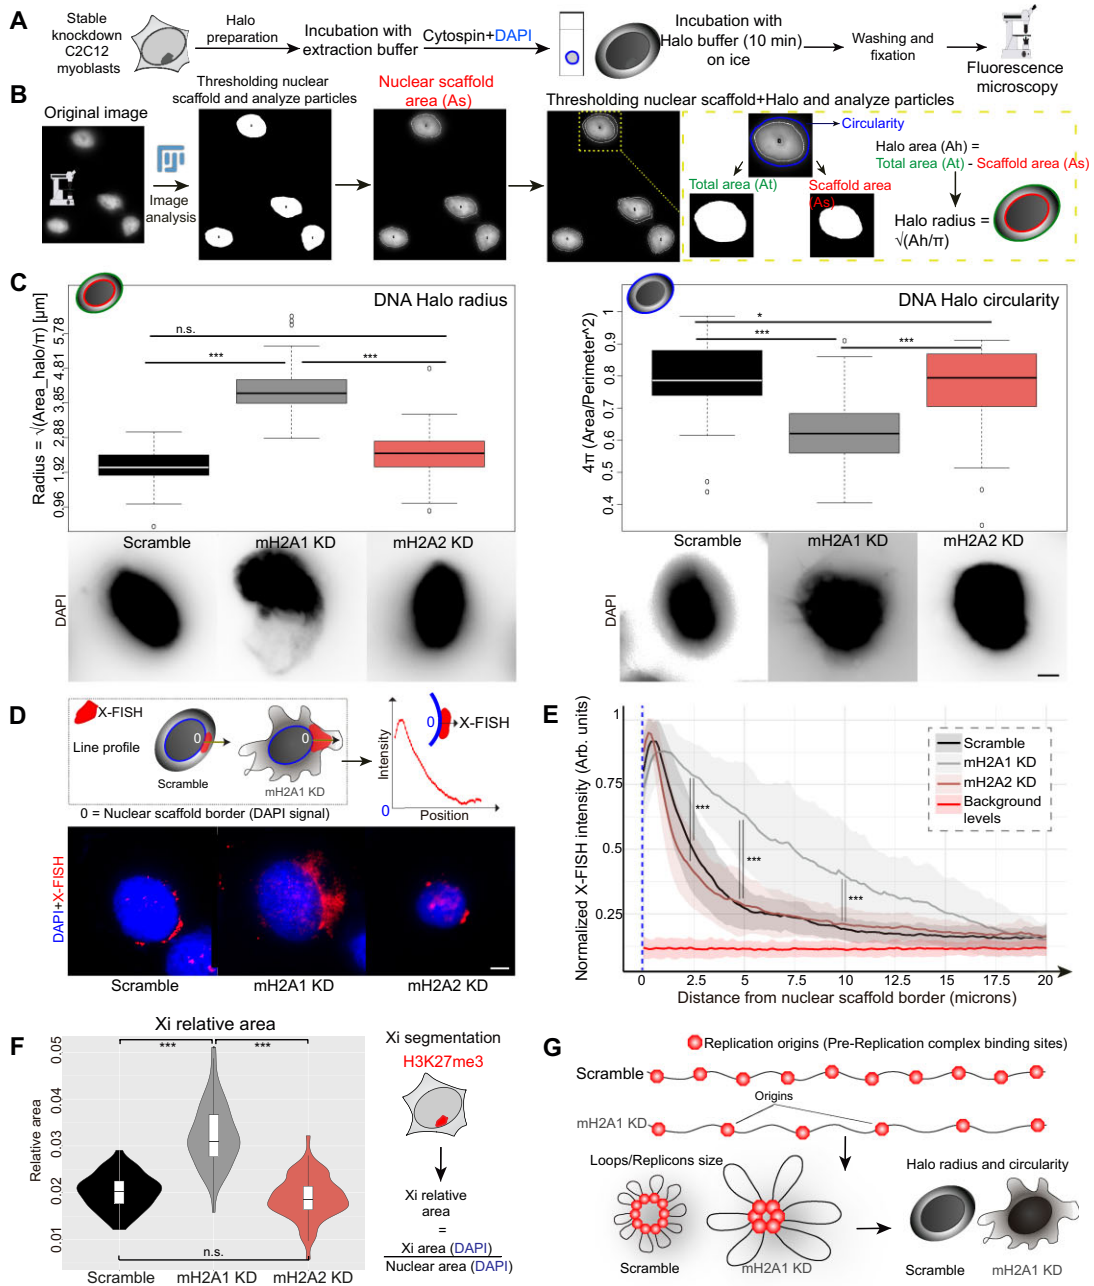 A
Stable
knockdown
C2C12
myoblasts
Halo
preparation
Incubation with
extraction buffer
Cytospin+DAPI
Incubation with
Halo buffer (10 min)
on ice
Washing and
fixation
Fluorescence
microscopy
B
Original image
Image
analysis
Thresholding nuclear
scaffold and analyze particles
Nuclear scaffold
area (As)
Thresholding nuclear scaffold+Halo and analyze particles
Circularity
Total area (At)
Scaffold area
(As)
Halo area (Ah) =
Total area (At) - Scaffold area (As)
Halo radius =
√(Ah/π)
C
DNA Halo radius
Radius = √(Area_halo/π) [µm]
5.78
4.81
3.85
2.88
1.92
0.96
n.s.
***
***
Scramble
mH2A1 KD
mH2A2 KD
DAPI
DNA Halo circularity
4π (Area/Perimeter^2)
1
0.9
0.8
0.7
0.6
0.5
0.4
*
***
***
Scramble
mH2A1 KD
mH2A2 KD
DAPI
D
X-FISH
Line profile
0
Scramble
0
mH2A1 KD
0 = Nuclear scaffold border (DAPI signal)
Intensity
0
Position
0
X-FISH
DAPI+X-FISH
Scramble
mH2A1 KD
mH2A2 KD
E
Normalized X-FISH intensity (Arb. units)
1
0.75
0.5
0.25
0
2.5
5
7.5
10
12.5
15
17.5
20
Distance from nuclear scaffold border (microns)
***
***
***
Scramble
mH2A1 KD
mH2A2 KD
Background
levels
F
Xi relative area
Relative area
0.05
0.04
0.03
0.02
0.01
***
***
n.s.
Scramble
mH2A1 KD
mH2A2 KD
Xi segmentation
H3K27me3
Xi relative
area
=
Xi area (DAPI)
Nuclear area (DAPI)
G
Replication origins (Pre-Replication complex binding sites)
Scramble
Origins
mH2A1 KD
Loops/Replicons size
Scramble
mH2A1 KD
Halo radius and circularity
Scramble
mH2A1 KD